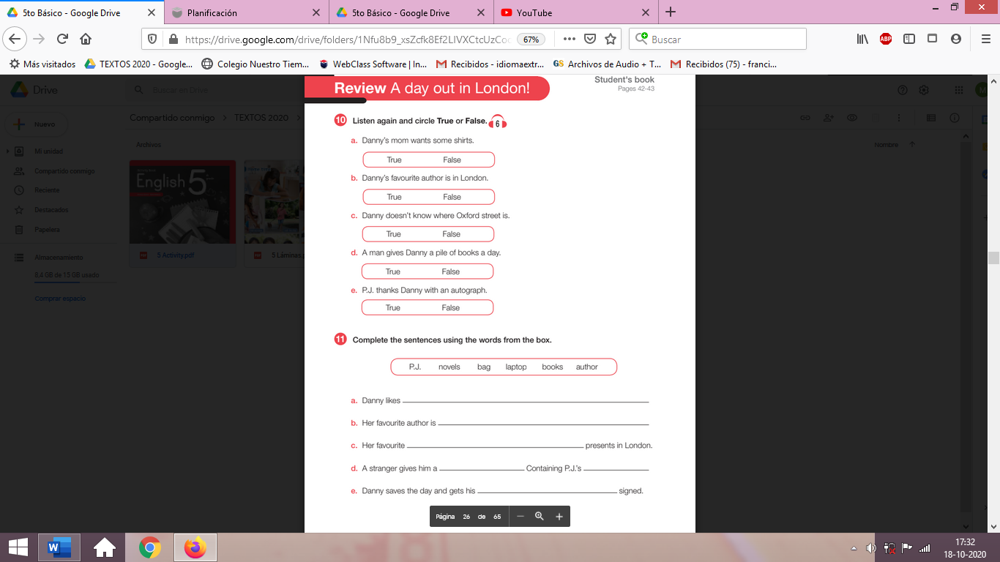 5to Básico - Google Drive
Planificación
5to Básico - Google Drive
YouTube
https://drive.google.com/drive/folders/1Nfu8b9_xsZcfk8Ef2LIVXCtcUzCoc
67%
Buscar
Más visitados
TEXTOS 2020 - Google...
Colegio Nuestro Tiem...
WebClass Software | In...
Recibidos - idiomaextr...
Archivos de Audio + T...
Recibidos (75) - franci...
Drive
Buscar en Drive
Nuevo
Compartido conmigo
TEXTOS 2020
Mi unidad
Compartido conmigo
Reciente
Destacados
Papelera
Almacenamiento
8,4 GB de 15 GB usado
Comprar espacio
Archivos
Nombre
English 5
5 Activity.pdf
5 Láminas.p
Review A day out in London!
Student's book
Pages 42-43
10 Listen again and circle True or False. 6
a. Danny's mom wants some shirts.
True False
b. Danny's favourite author is in London.
True False
c. Danny doesn't know where Oxford street is.
True False
d. A man gives Danny a pile of books a day.
True False
e. P.J. thanks Danny with an autograph.
True False
11 Complete the sentences using the words from the box.
P.J. novels bag laptop books author
a. Danny likes
b. Her favourite author is
c. Her favourite presents in London.
d. A stranger gives him a Containing P.J.'s
e. Danny saves the day and gets his signed.
Página 26 de 65
17:32
18-10-2020